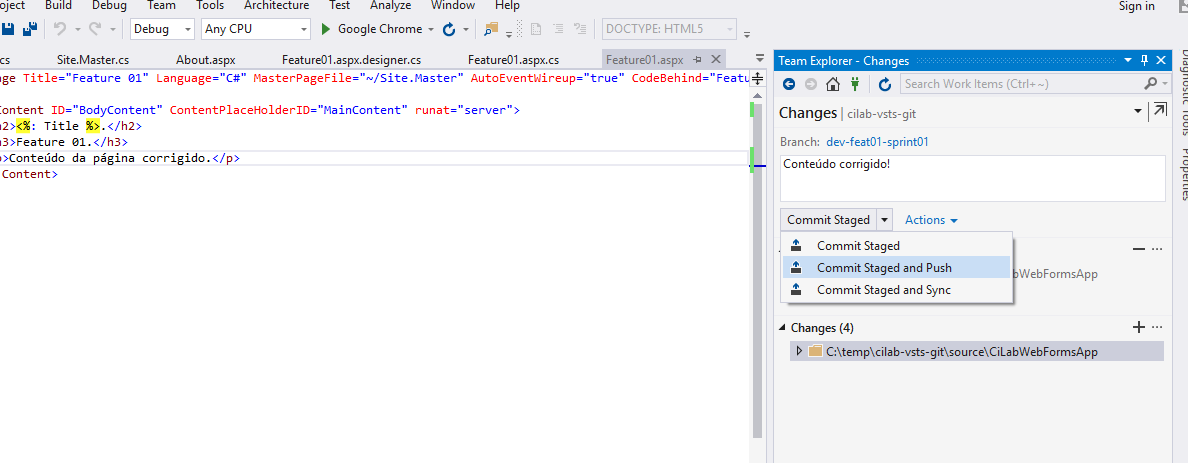 oject Build Debug Team Tools Architecture Test Analyze Window Help Sign in
Debug Any CPU Google Chrome DOCTYPE: HTML5
cs Site.Master.cs About.aspx Feature01.aspx.designer.cs Feature01.aspx.cs Feature01.aspx
age Title="Feature 01" Language="C#" MasterPageFile="~/Site.Master" AutoEventWireup="true" CodeBehind="Featu
Content ID="BodyContent" ContentPlaceHolderID="MainContent" runat="server">
h2><%: Title %>.</h2>
h3>Feature 01.</h3>
p>Conteúdo da página corrigido.</p>
Content>
Team Explorer - Changes
Search Work Items (Ctrl+~)
Changes | cilab-vsts-git
Branch: dev-feat01-sprint01
Conteúdo corrigido!
Commit Staged Actions
Commit Staged
Commit Staged and Push
LabWebFormsApp
Commit Staged and Sync
Changes (4)
C:\temp\cilab-vsts-git\source\CiLabWebFormsApp
Diagnostic Tools
Properties